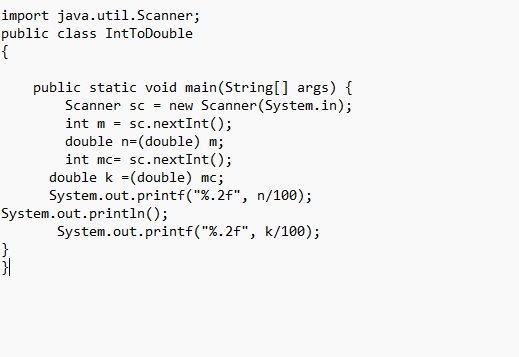 import java.util.Scanner;
public class IntToDouble
{
    public static void main(String[] args) {
        Scanner sc = new Scanner(System.in);
        int m = sc.nextInt();
        double n=(double) m;
        int mc= sc.nextInt();
      double k =(double) mc;
      System.out.printf("%.2f", n/100);
System.out.println();
       System.out.printf("%.2f", k/100);
}
}